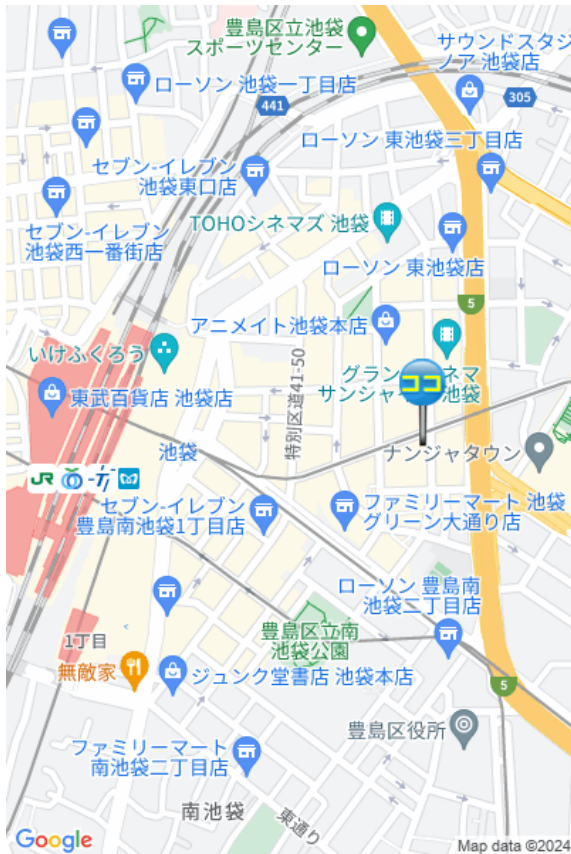 豊島区立池袋
スポーツセンター
サウンドスタジ
ノア 池袋店
ローソン 池袋一丁目店
441
305
ローソン 東池袋三丁目店
セブン-イレブン
池袋東口店
TOHOシネマズ 池袋
セブン-イレブン
池袋西一番街店
ローソン 東池袋店
5
アニメイト池袋本店
いけふくろう
特別区道41-50
グラン
ココ
ネマ
サンシャイ
池袋
東武百貨店 池袋店
池袋
ナンジャタウン
JR
セブン-イレブン
豊島南池袋1丁目店
ファミリーマート 池袋
グリーン大通り店
ローソン 豊島南
池袋二丁目店
豊島区立南
池袋公園
1丁目
無敵家
ジュンク堂書店 池袋本店
5
豊島区役所
ファミリーマート
南池袋二丁目店
南池袋
東通り
Google
Map data ©2024